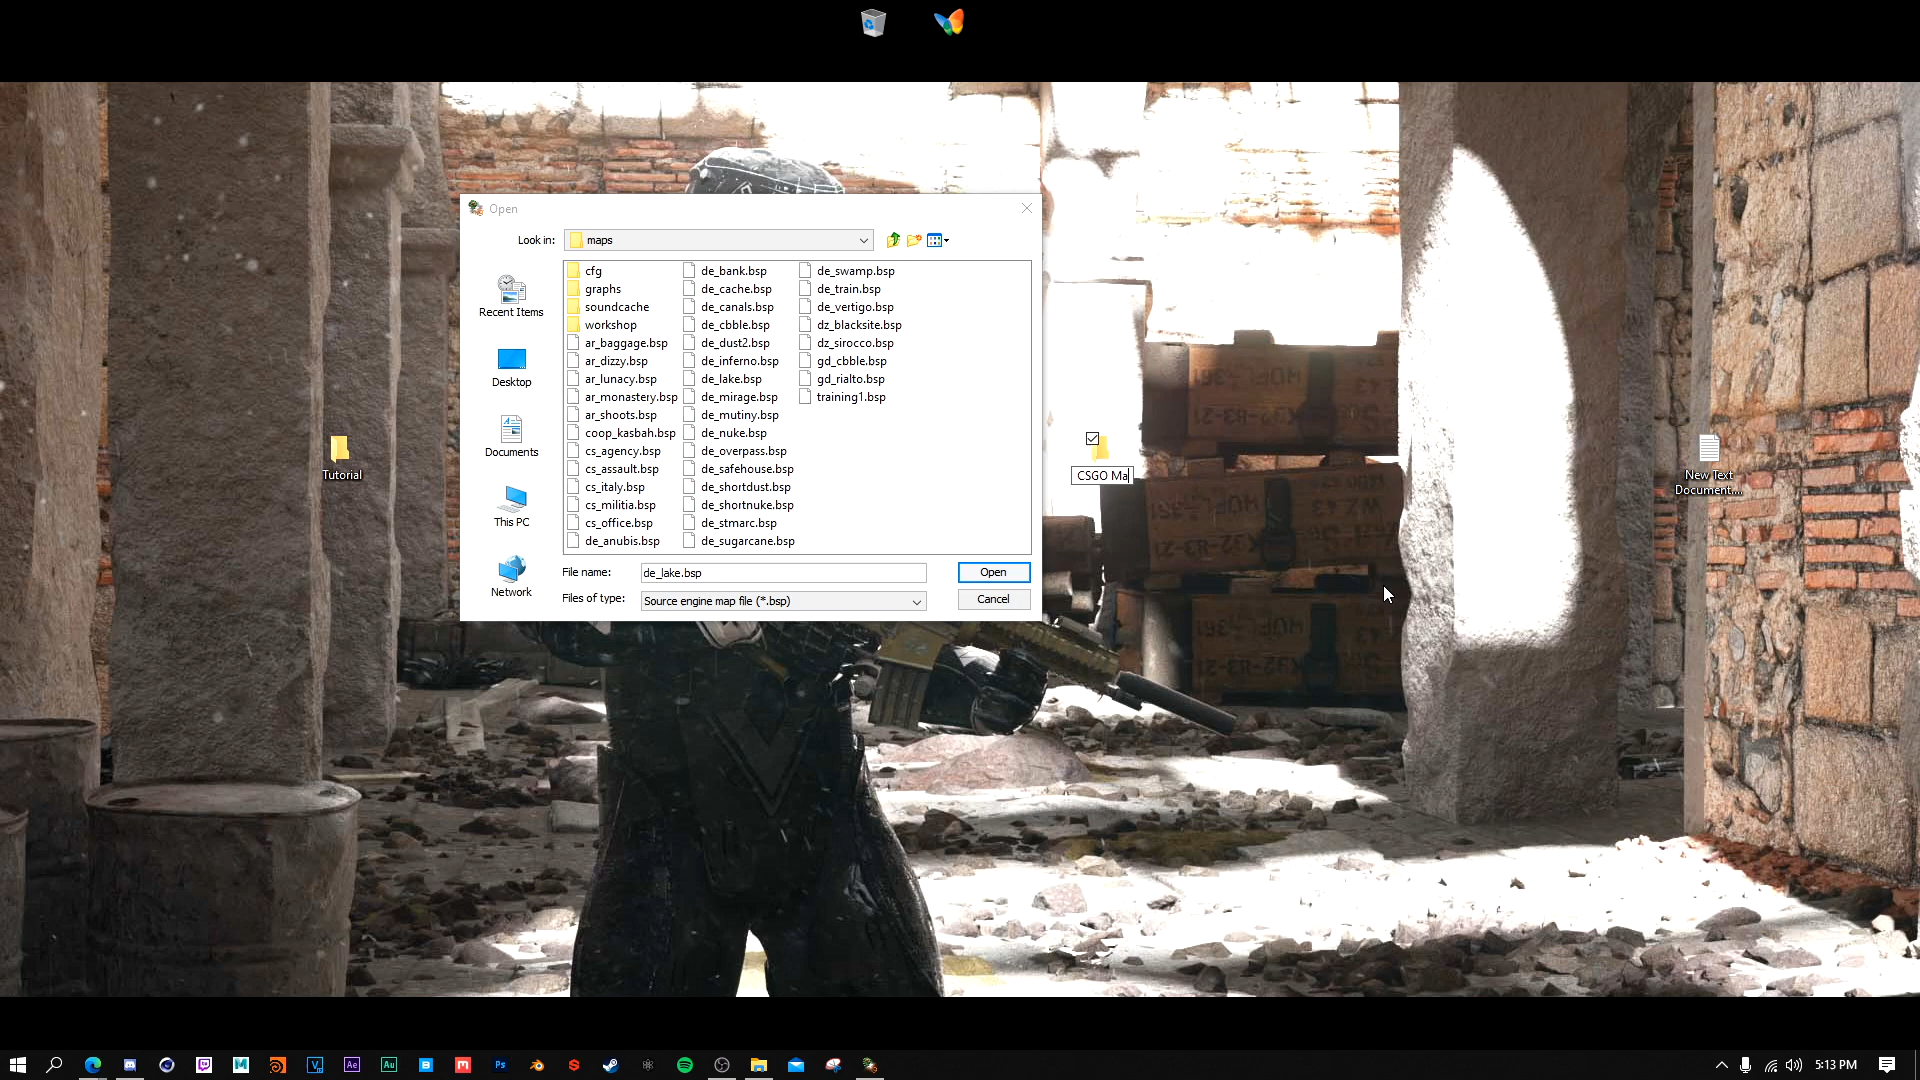 Open
Look in:
maps
Recent Items
Desktop
Documents
This PC
Network
cfg
graphs
soundcache
workshop
ar_baggage.bsp
ar_dizzy.bsp
ar_lunacy.bsp
ar_monastery.bsp
ar_shoots.bsp
coop_kasbah.bsp
cs_agency.bsp
cs_assault.bsp
cs_italy.bsp
cs_militia.bsp
cs_office.bsp
de_anubis.bsp
de_bank.bsp
de_cache.bsp
de_canals.bsp
de_cbble.bsp
de_dust2.bsp
de_inferno.bsp
de_lake.bsp
de_mirage.bsp
de_mutiny.bsp
de_nuke.bsp
de_overpass.bsp
de_safehouse.bsp
de_shortdust.bsp
de_shortnuke.bsp
de_stmarc.bsp
de_sugarcane.bsp
de_swamp.bsp
de_train.bsp
de_vertigo.bsp
dz_blacksite.bsp
dz_sirocco.bsp
gd_cbble.bsp
gd_rialto.bsp
training1.bsp
File name:
de_lake.bsp
Open
Files of type:
Source engine map file (*.bsp)
Cancel
Tutorial
CSGO Ma
New Text
Document....
Ae
Au
Ps
5:13 PM